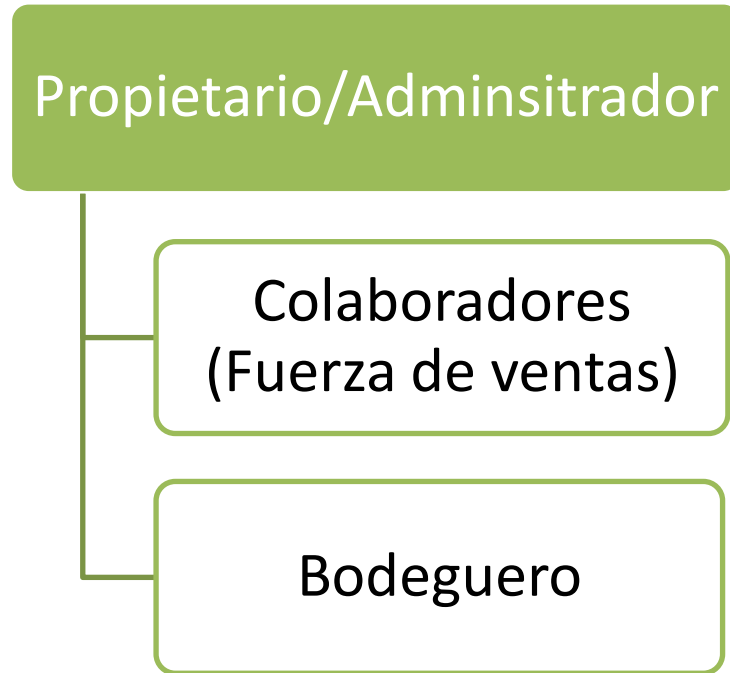 Propietario/Adminsitrador
Colaboradores
(Fuerza de ventas)
Bodeguero